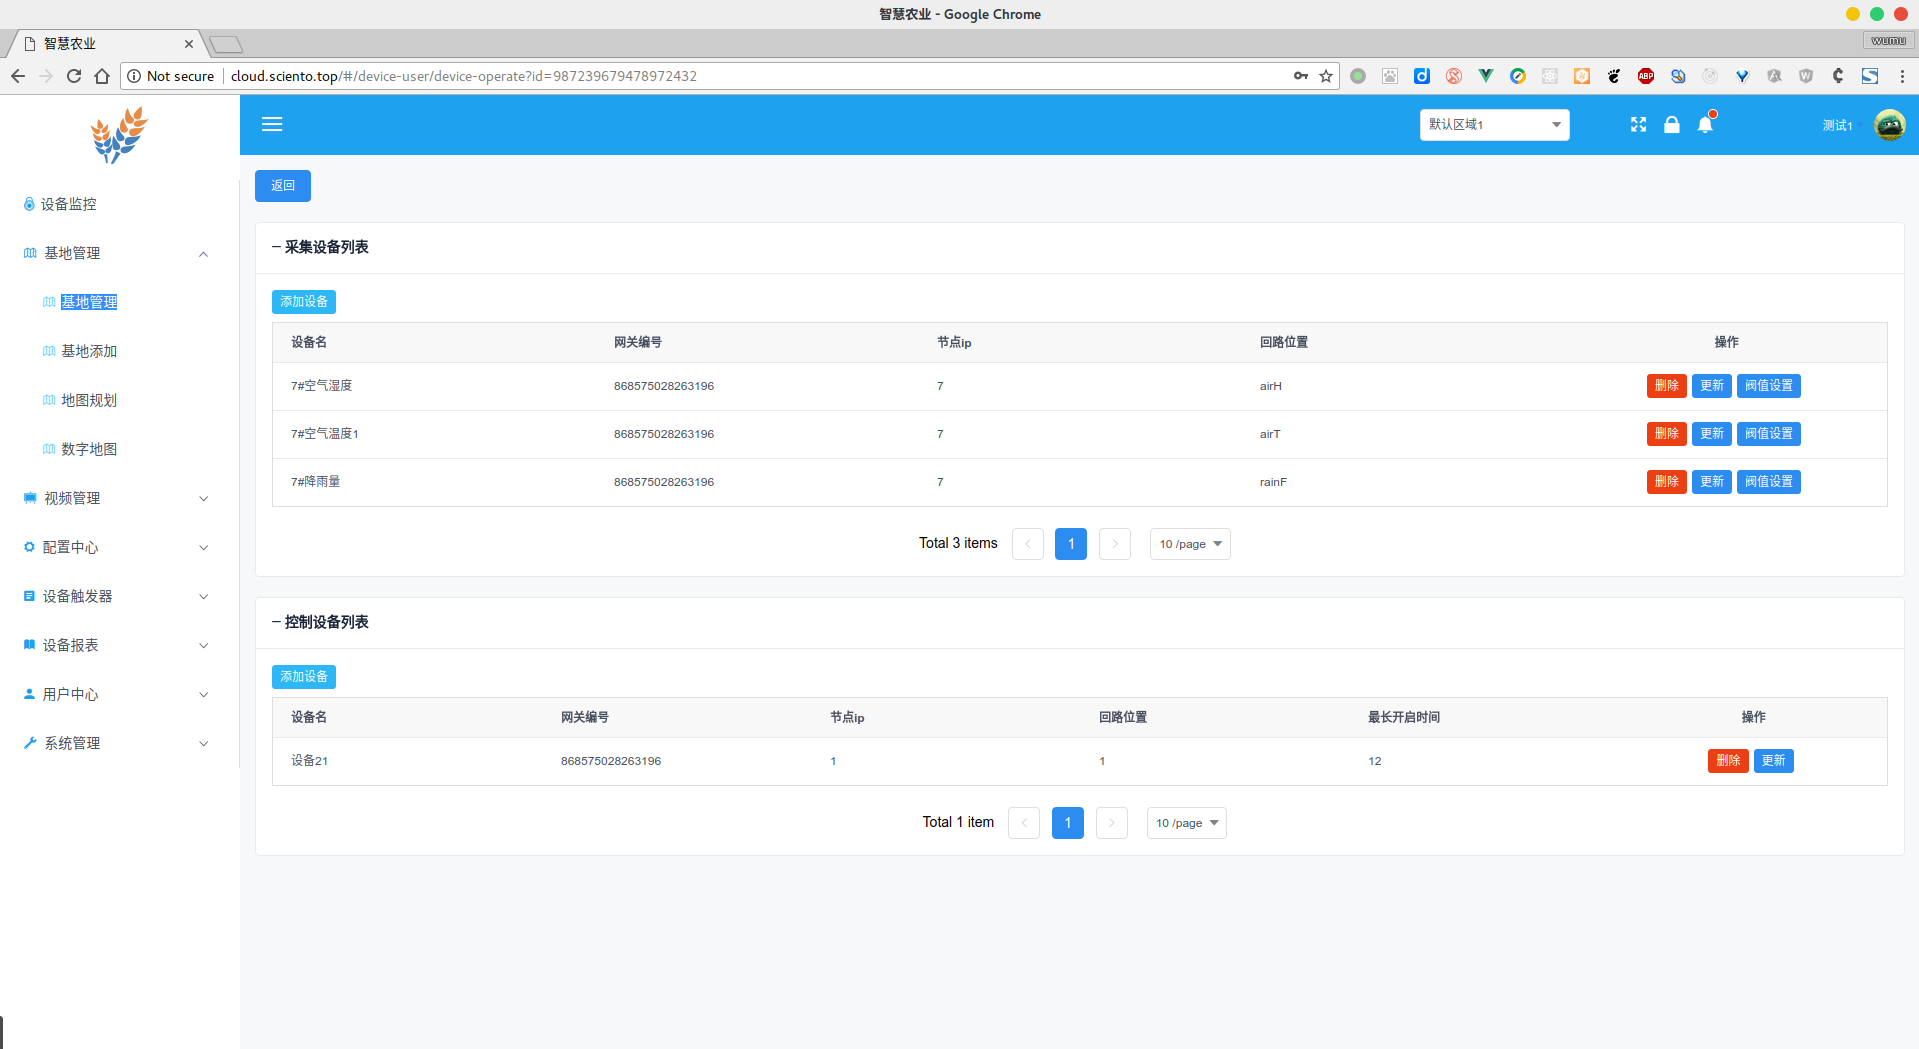 智慧农业 - Google Chrome
智慧农业
wumu
Not secure cloud.sciento.top/#/device-user/device-operate?id=987239679478972432
默认区域1
测试1
设备监控
基地管理
基地管理
基地添加
地图规划
数字地图
视频管理
配置中心
设备触发器
设备报表
用户中心
系统管理
返回
采集设备列表
添加设备
设备名 网关编号 节点ip 回路位置 操作
7#空气湿度 868575028263196 7 airH 删除 更新 阀值设置
7#空气温度1 868575028263196 7 airT 删除 更新 阀值设置
7#降雨量 868575028263196 7 rainF 删除 更新 阀值设置
Total 3 items 1 10 /page
控制设备列表
添加设备
设备名 网关编号 节点ip 回路位置 最长开启时间 操作
设备21 868575028263196 1 1 12 删除 更新
Total 1 item 1 10 /page